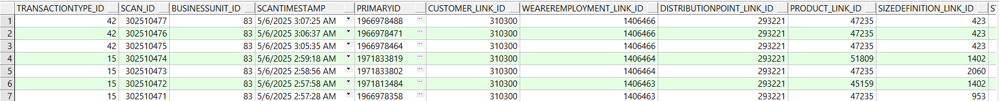 TRANSACTIONTYPE_ID SCAN_ID BUSINESSUNIT_ID SCANTIMESTAMP PRIMARYID CUSTOMER_LINK_ID WEAREREMPLOYMENT_LINK_ID DISTRIBUTIONPOINT_LINK_ID PRODUCT_LINK_ID SIZEDEFINITION_LINK_ID
1 42 302510477 83 5/6/2025 3:07:25 AM 1966978488 ... 310300 1406466 293221 47235 423
2 42 302510476 83 5/6/2025 3:06:37 AM 1966978471 ... 310300 1406466 293221 47235 423
3 42 302510475 83 5/6/2025 3:05:35 AM 1966978464 ... 310300 1406466 293221 47235 423
4 15 302510474 83 5/6/2025 2:59:18 AM 1971833819 ... 310300 1406464 293221 51809 1402
5 15 302510473 83 5/6/2025 2:58:56 AM 1971833802 ... 310300 1406464 293221 47235 2060
6 15 302510472 83 5/6/2025 2:57:58 AM 1971813484 ... 310300 1406463 293221 45159 1402
7 15 302510471 83 5/6/2025 2:57:28 AM 1966978358 ... 310300 1406463 293221 47235 953